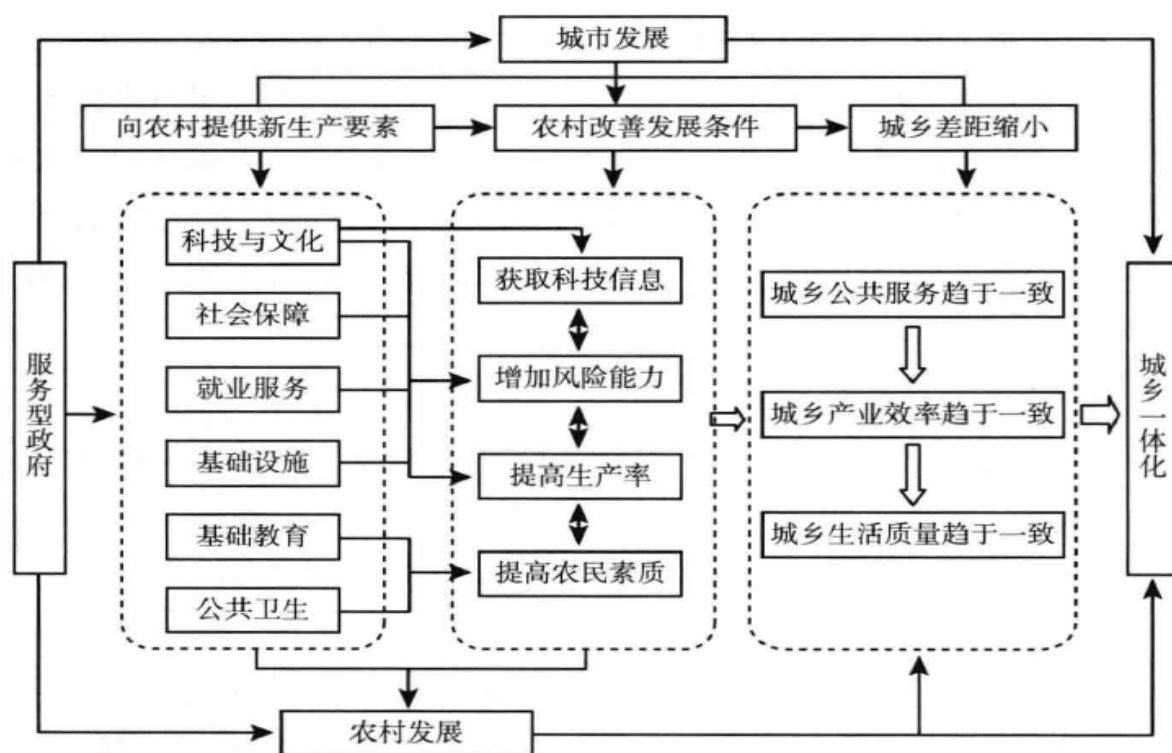 城市发展
向农村提供新生产要素
农村改善发展条件
城乡差距缩小
服务型政府
科技与文化
社会保障
就业服务
基础设施
基础教育
公共卫生
获取科技信息
增加风险能力
提高生产率
提高农民素质
城乡公共服务趋于一致
城乡产业效率趋于一致
城乡生活质量趋于一致
城乡一体化
农村发展